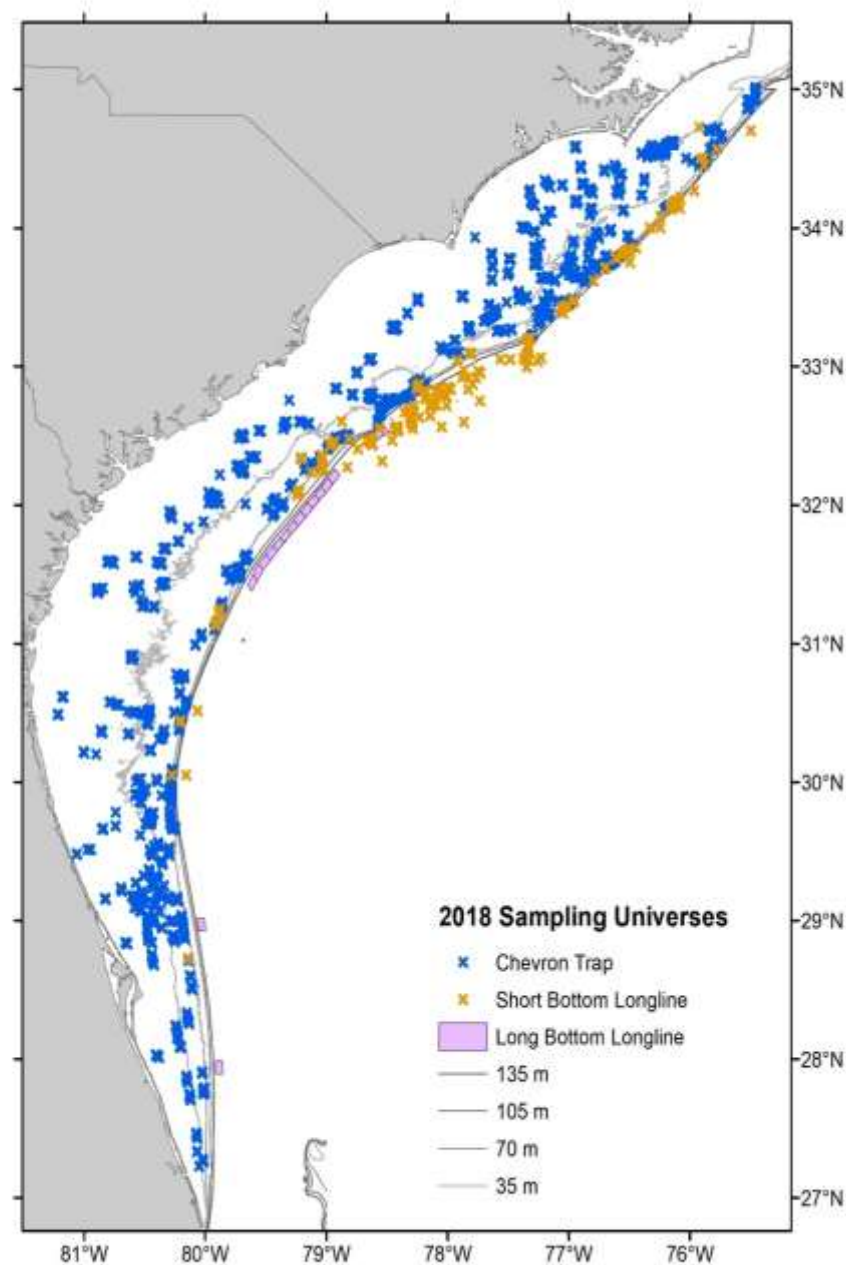 35°N
34°N
33°N
32°N
31°N
30°N
29°N
2018 Sampling Universes
Chevron Trap
Short Bottom Longline
Long Bottom Longline
28°N
135 m
105 m
70 m
35 m
27°N
81°W 80°W 79°W 78°W 77°W 76°W